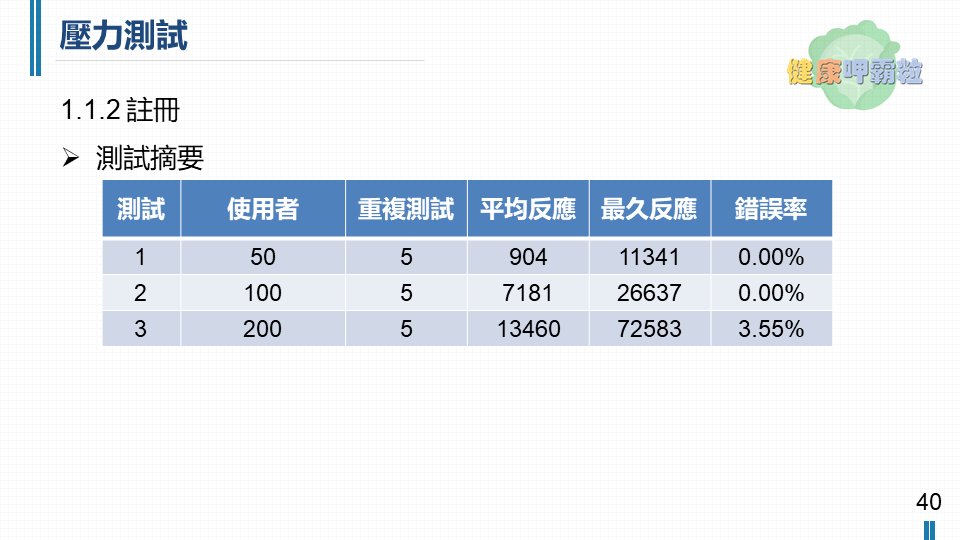 壓力測試
健康呷霸粒
1.1.2 註冊
➢ 測試摘要
測試 使用者 重複測試 平均反應 最久反應 錯誤率
1 50 5 904 11341 0.00%
2 100 5 7181 26637 0.00%
3 200 5 13460 72583 3.55%
40